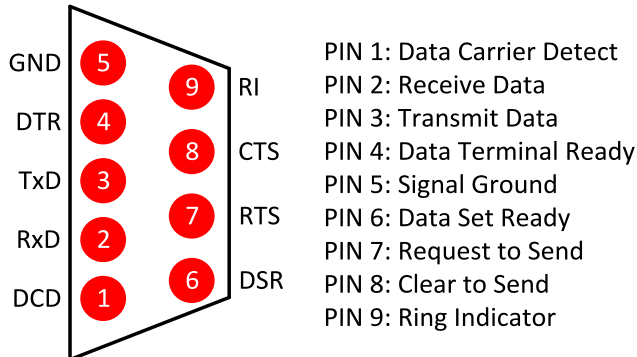 GND 5
9 RI
DTR 4
8 CTS
TxD 3
7 RTS
RxD 2
6 DSR
DCD 1
PIN 1: Data Carrier Detect
PIN 2: Receive Data
PIN 3: Transmit Data
PIN 4: Data Terminal Ready
PIN 5: Signal Ground
PIN 6: Data Set Ready
PIN 7: Request to Send
PIN 8: Clear to Send
PIN 9: Ring Indicator